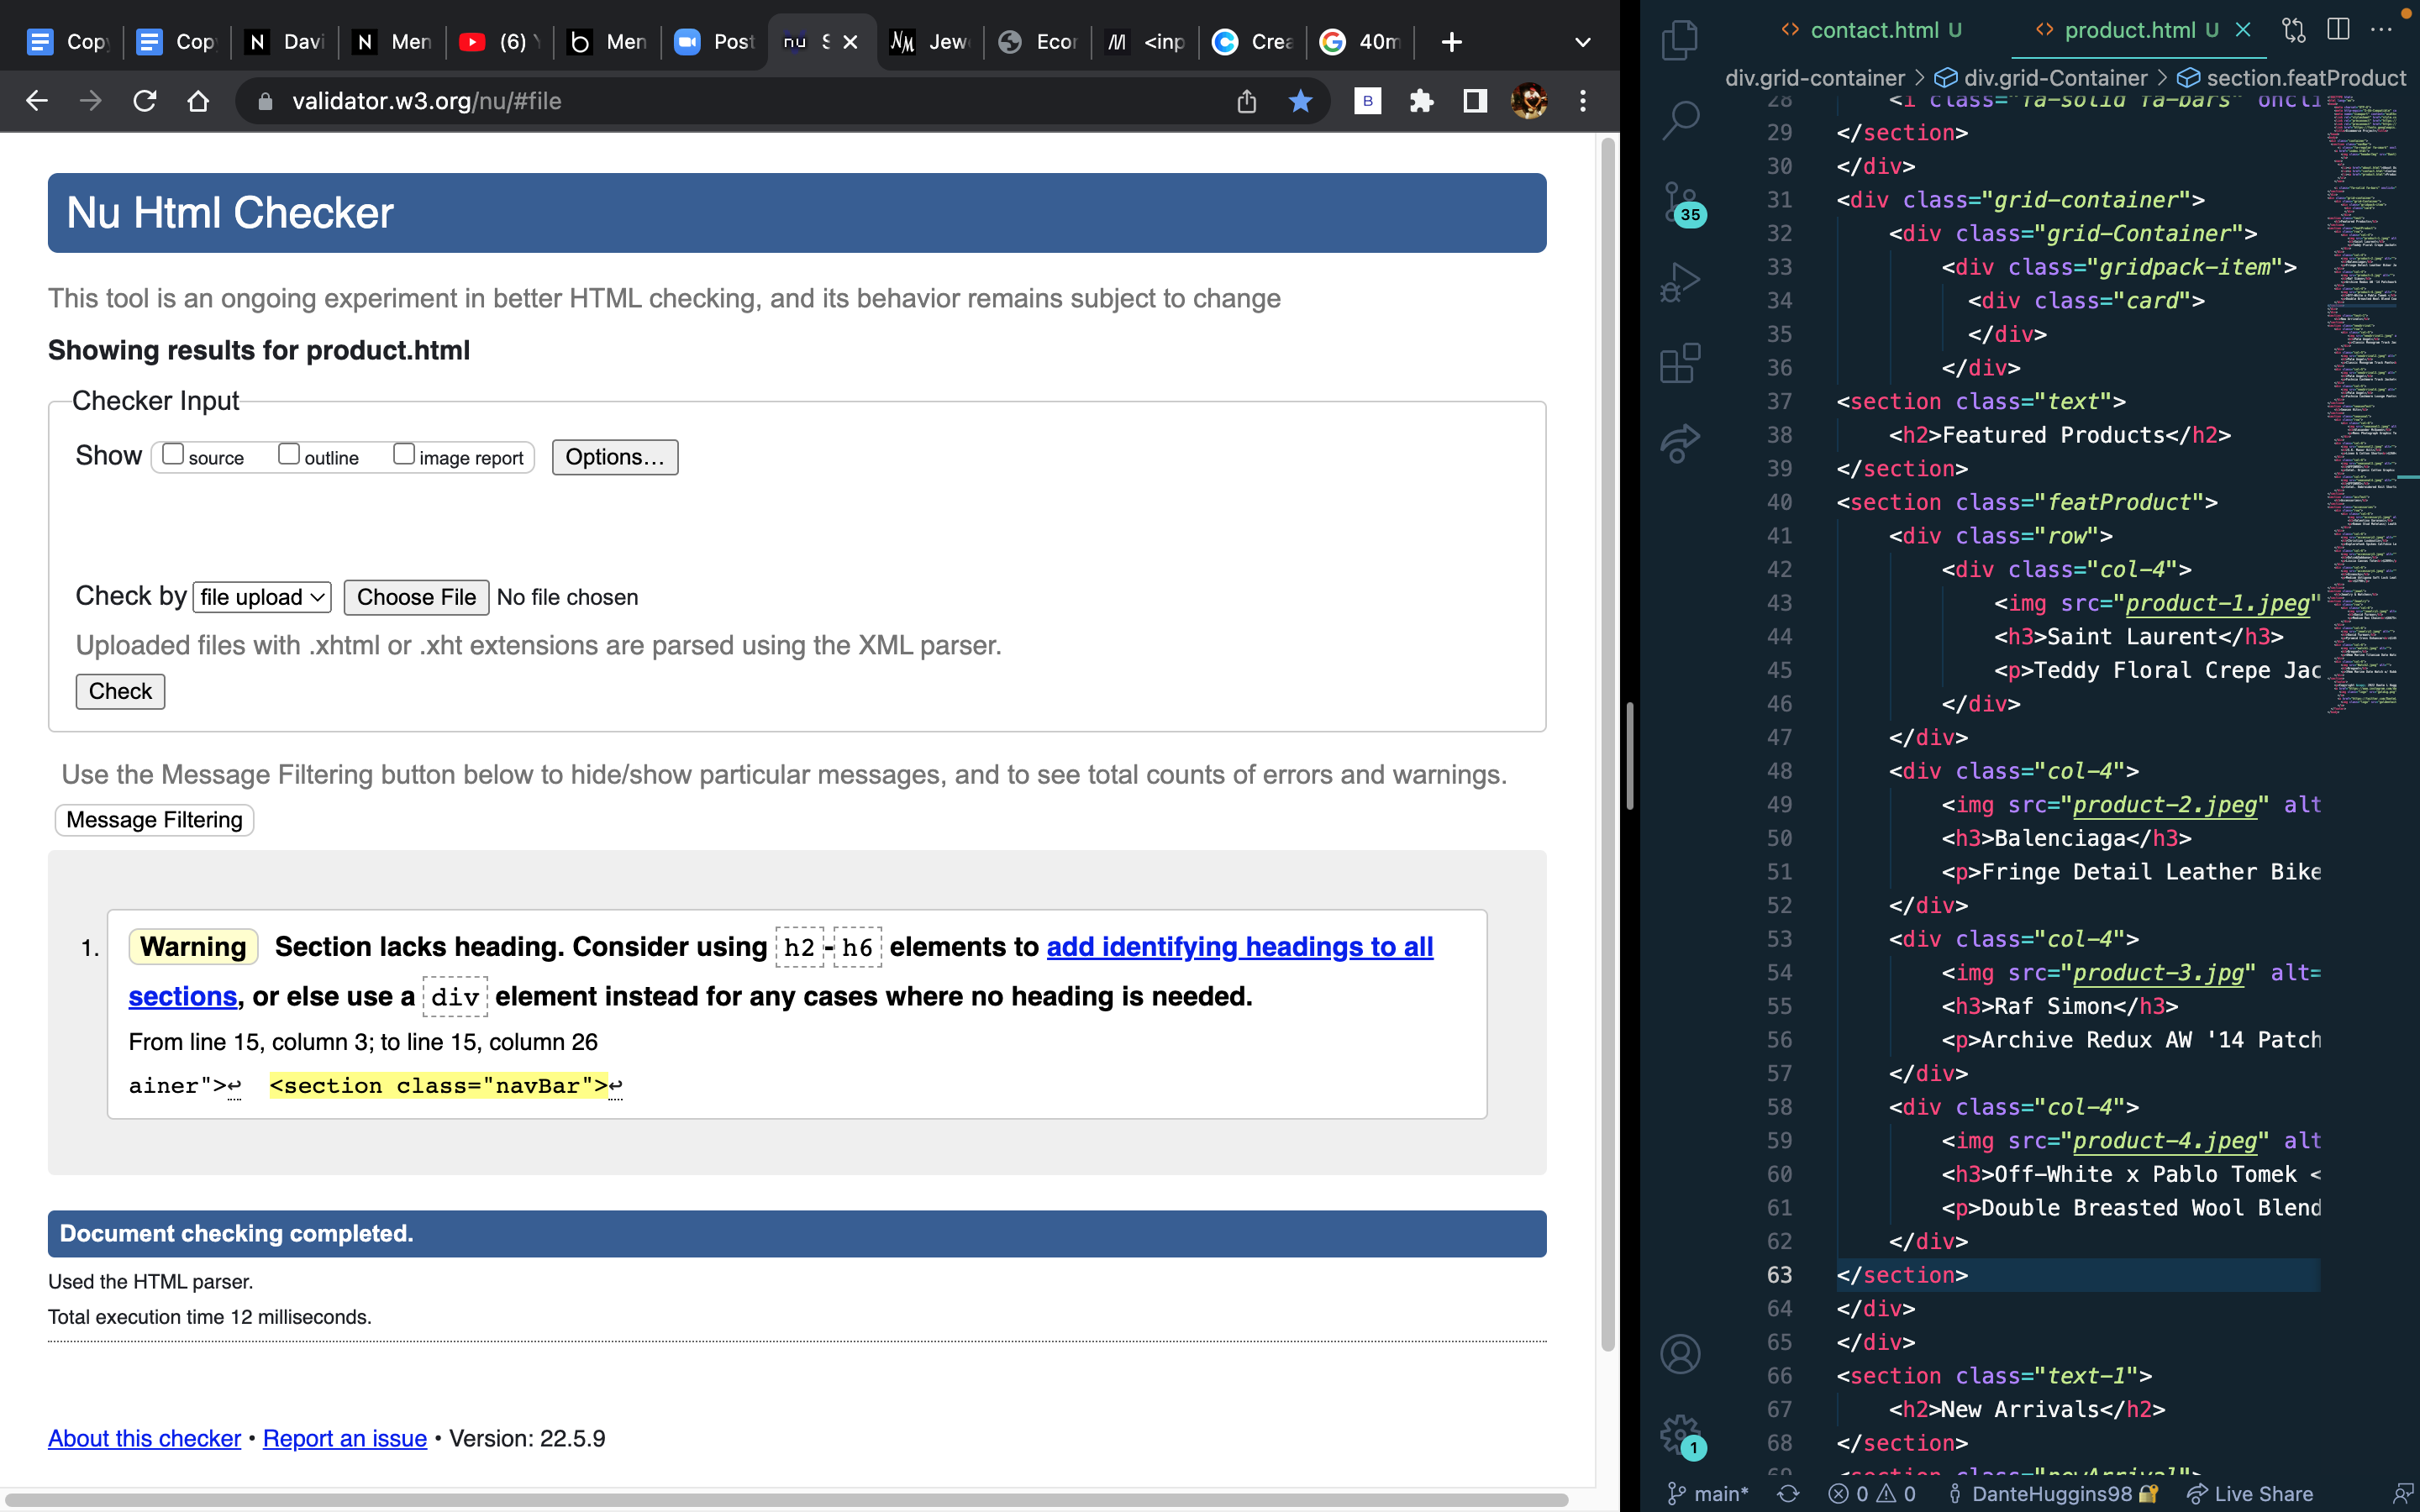 Cop
Cop
Davi
Men
(6)
Men
Post
Jew
Ecor
<inp
Crea
40m
validator.w3.org/nu/#file
Nu Html Checker
This tool is an ongoing experiment in better HTML checking, and its behavior remains subject to change
Showing results for product.html
Checker Input
Show source outline image report Options...
Check by file upload Choose File No file chosen
Uploaded files with .xhtml or .xht extensions are parsed using the XML parser.
Check
Use the Message Filtering button below to hide/show particular messages, and to see total counts of errors and warnings.
Message Filtering
1. Warning Section lacks heading. Consider using h2-h6 elements to add identifying headings to all
sections, or else use a div element instead for any cases where no heading is needed.
From line 15, column 3; to line 15, column 26
ainer">↩ <section class="navBar">↩
Document checking completed.
Used the HTML parser.
Total execution time 12 milliseconds.
About this checker • Report an issue • Version: 22.5.9
contact.html U product.html U
div.grid-container > div.grid-Container > section.featProduct
28 <i class="fa-solid fa-bars" oncli
29 </section>
30 </div>
31 <div class="grid-container">
32 <div class="grid-Container">
33 <div class="gridpack-item">
34 <div class="card">
35 </div>
36 </div>
37 <section class="text">
38 <h2>Featured Products</h2>
39 </section>
40 <section class="featProduct">
41 <div class="row">
42 <div class="col-4">
43 <img src="product-1.jpeg"
44 <h3>Saint Laurent</h3>
45 <p>Teddy Floral Crepe Jac
46 </div>
47 </div>
48 <div class="col-4">
49 <img src="product-2.jpeg" alt
50 <h3>Balenciaga</h3>
51 <p>Fringe Detail Leather Bike
52 </div>
53 <div class="col-4">
54 <img src="product-3.jpg" alt=
55 <h3>Raf Simon</h3>
56 <p>Archive Redux AW '14 Patch
57 </div>
58 <div class="col-4">
59 <img src="product-4.jpeg" alt
60 <h3>Off-White x Pablo Tomek <
61 <p>Double Breasted Wool Blend
62 </div>
63 </section>
64 </div>
65 </div>
66 <section class="text-1">
67 <h2>New Arrivals</h2>
68 </section>
69 <section class="newArrival">
35
1
main* 0 0 DanteHuggins98 Live Share